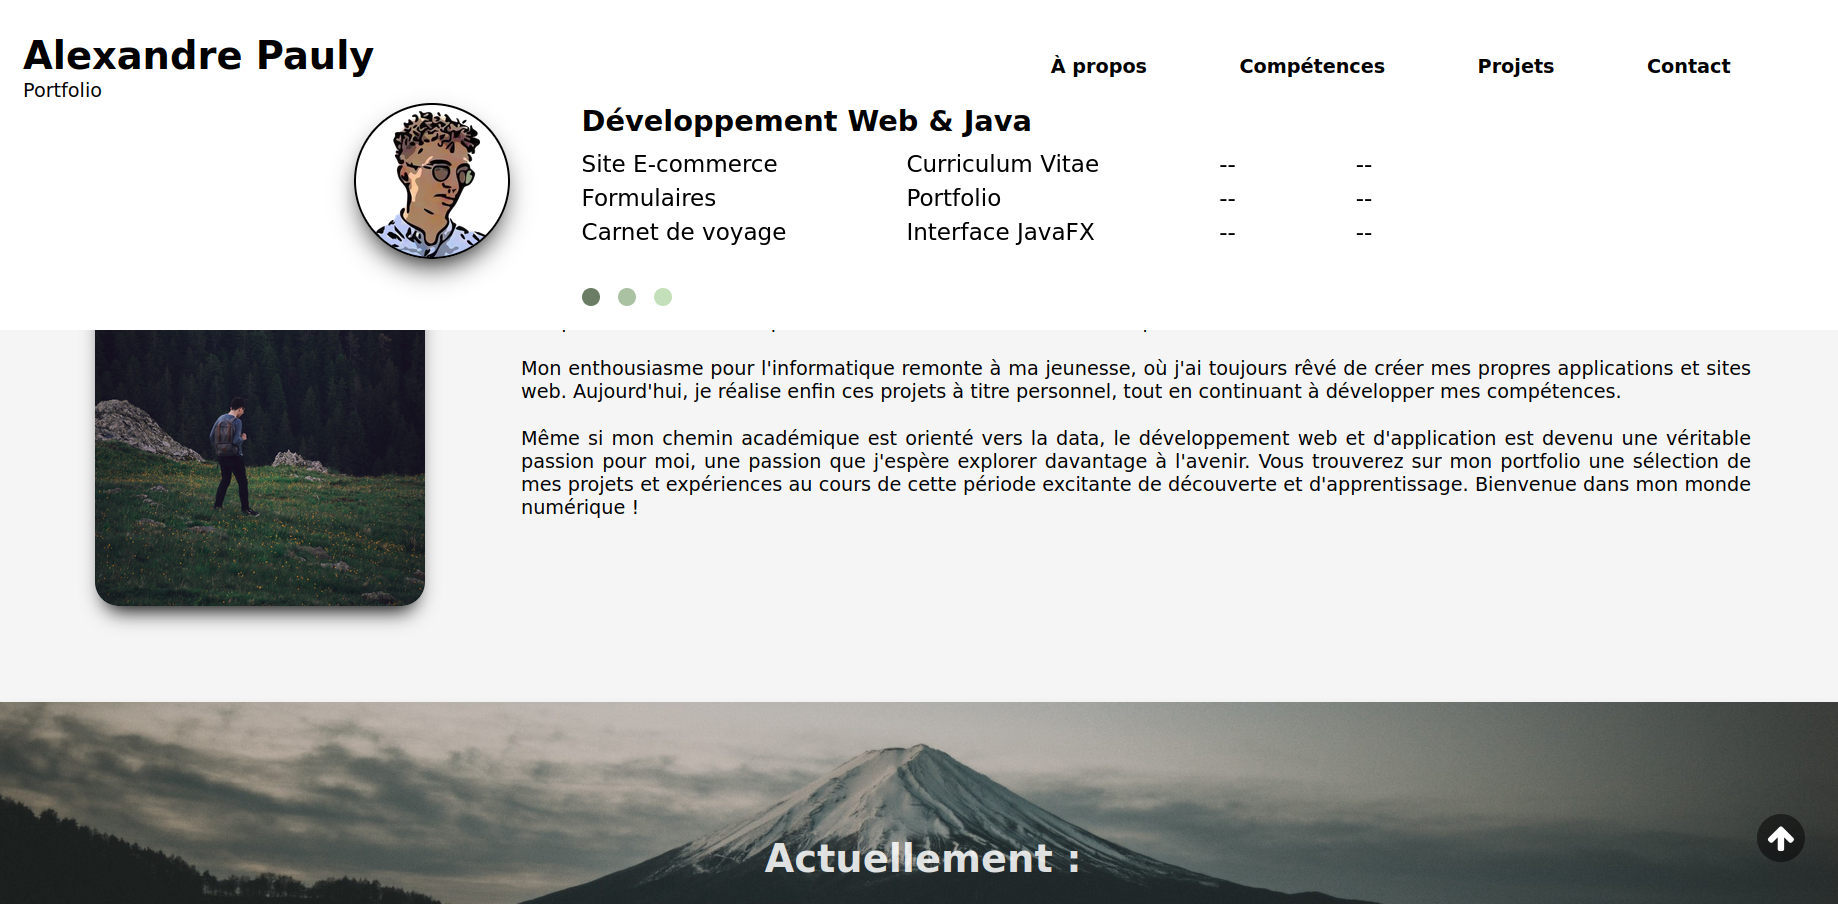 Alexandre Pauly
Portfolio
À propos Compétences Projets Contact
Développement Web & Java
Site E-commerce Curriculum Vitae -- --
Formulaires Portfolio -- --
Carnet de voyage Interface JavaFX -- --
Mon enthousiasme pour l'informatique remonte à ma jeunesse, où j'ai toujours rêvé de créer mes propres applications et sites
web. Aujourd'hui, je réalise enfin ces projets à titre personnel, tout en continuant à développer mes compétences.
Même si mon chemin académique est orienté vers la data, le développement web et d'application est devenu une véritable
passion pour moi, une passion que j'espère explorer davantage à l'avenir. Vous trouverez sur mon portfolio une sélection de
mes projets et expériences au cours de cette période excitante de découverte et d'apprentissage. Bienvenue dans mon monde
numérique !
Actuellement :